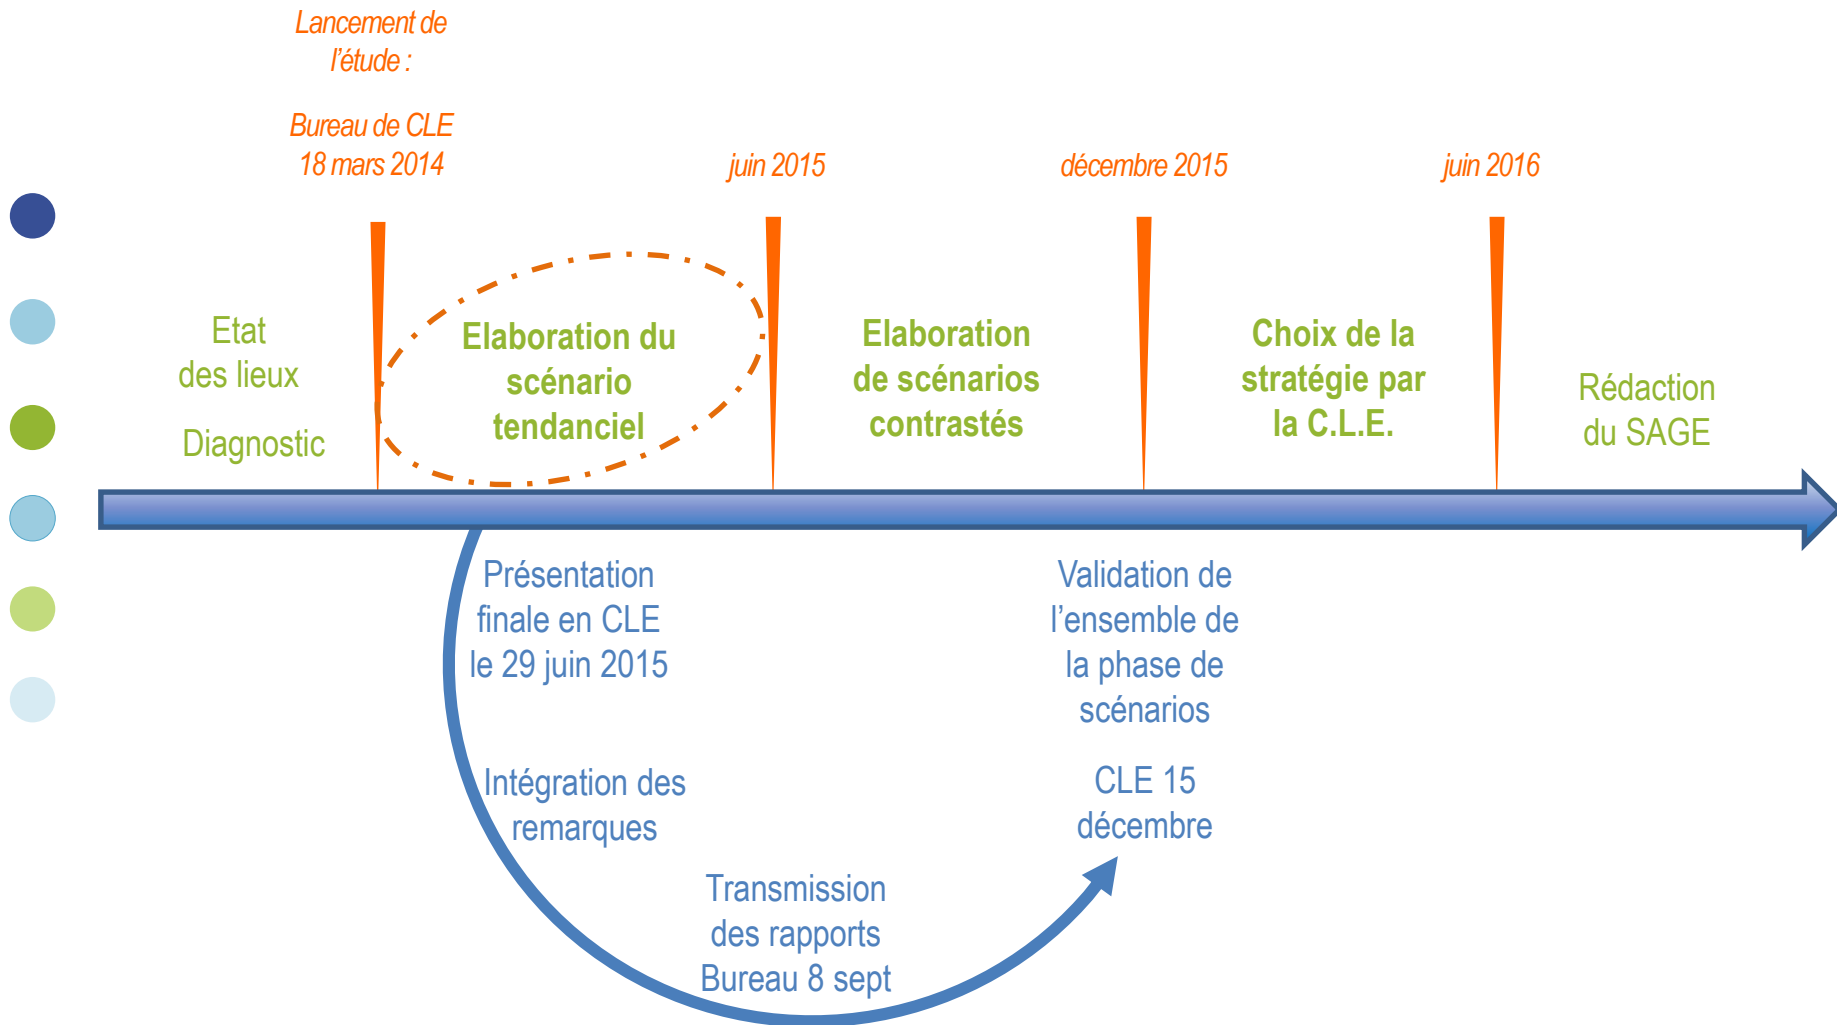 Lancement de
l'étude :
Bureau de CLE
18 mars 2014
juin 2015
décembre 2015
juin 2016
Etat
des lieux
Diagnostic
Elaboration du
scénario
tendanciel
Elaboration
de scénarios
contrastés
Choix de la
stratégie par
la C.L.E.
Rédaction
du SAGE
Présentation
finale en CLE
le 29 juin 2015
Intégration des
remarques
Transmission
des rapports
Bureau 8 sept
Validation de
l'ensemble de
la phase de
scénarios
CLE 15
décembre